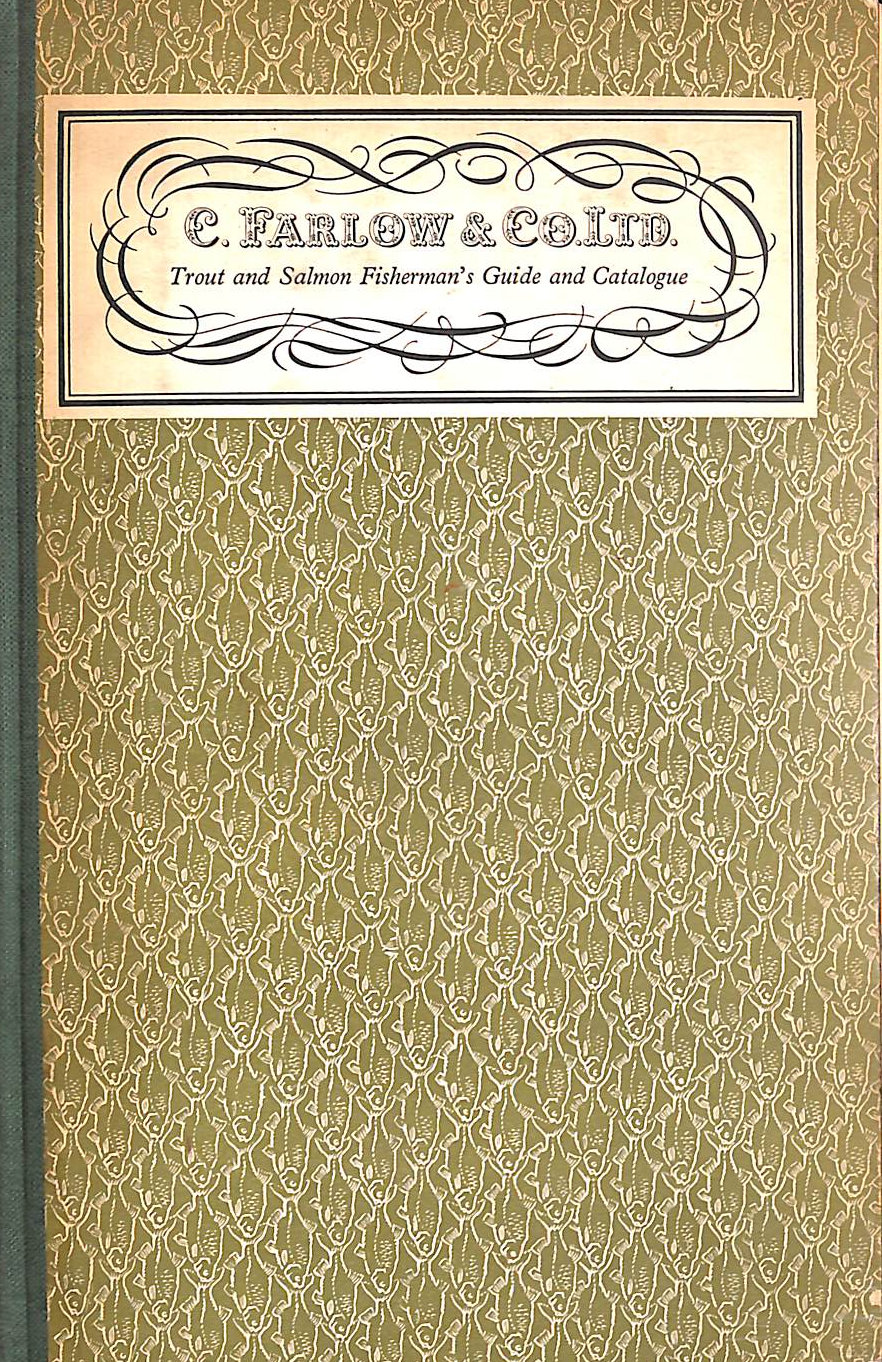 C. FARLOW & CO. LTD.
Trout and Salmon Fisherman's Guide and Catalogue